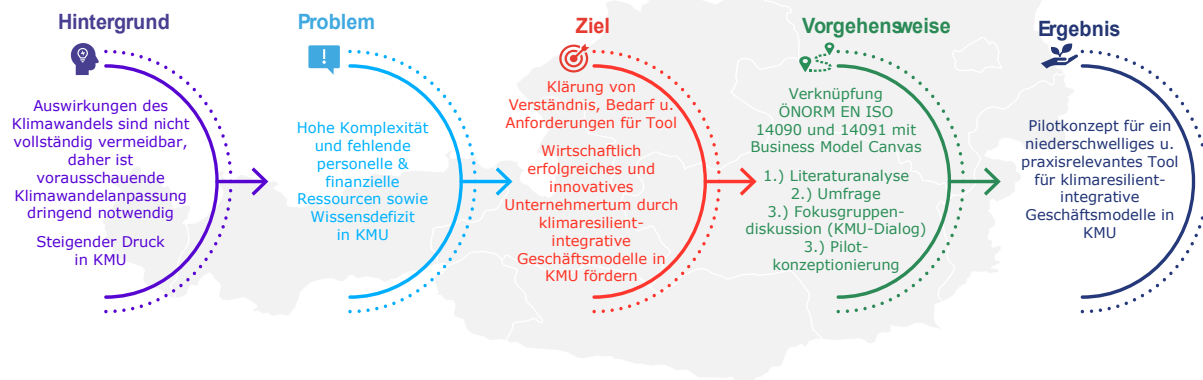 Hintergrund
Auswirkungen des
Klimawandels sind nicht
vollständig vermeidbar,
daher ist
vorausschauende
Klimawandelanpassung
dringend notwendig
Steigender Druck
in KMU
Problem
Hohe Komplexität
und fehlende
personelle &
finanzielle
Ressourcen sowie
Wissensdefizit
in KMU
Ziel
Klärung von
Verständnis, Bedarf u.
Anforderungen für Tool
Wirtschaftlich
erfolgreiches und
innovatives
Unternehmertum durch
klimaresilient-
integrative
Geschäftsmodelle in
KMU fördern
Vorgehensweise
Verknüpfung
ÖNORM EN ISO
14090 und 14091 mit
Business Model Canvas
1.) Literaturanalyse
2.) Umfrage
3.) Fokusgruppen-
diskussion (KMU-Dialog)
3.) Pilot-
konzeptionierung
Ergebnis
Pilotkonzept für ein
niederschwelliges u.
praxisrelevantes Tool
für klimaresilient-
integrative
Geschäftsmodelle in
KMU